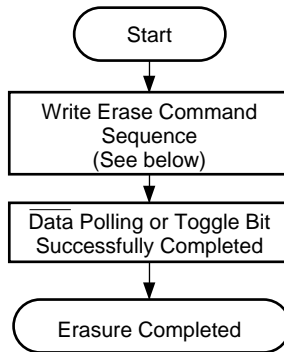 Start
Write Erase Command
Sequence
(See below)
Data Polling or Toggle Bit
Successfully Completed
Erasure Completed